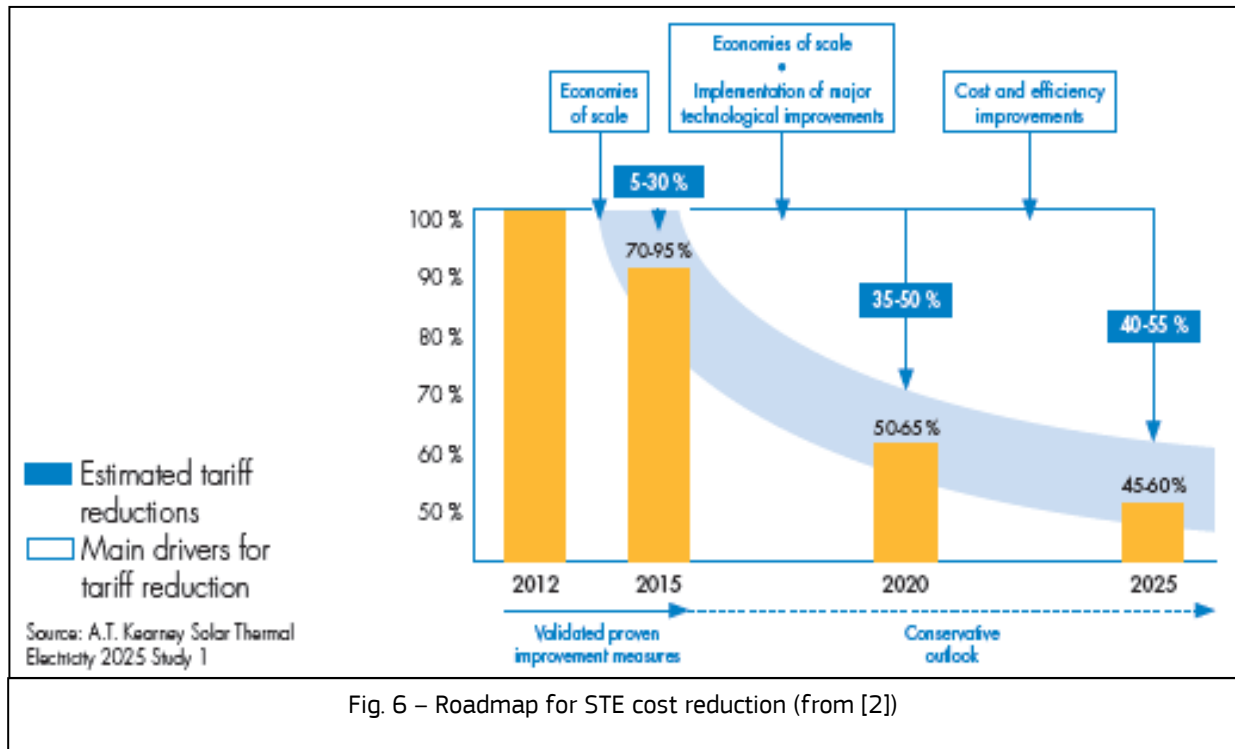 Economies of scale
•
Implementation of major
technological improvements
Economies
of scale
Cost and efficiency
improvements
5-30 %
100 %
70-95 %
90 %
35-50 %
40-55 %
80 %
70 %
50-65 %
60 %
45-60%
50 %
Estimated tariff
reductions
Main drivers for
tariff reduction
2012
2015
2020
2025
Source: A.T. Kearney Solar Thermal
Electricity 2025 Study 1
Validated proven
improvement measures
Conservative
outlook
Fig. 6 – Roadmap for STE cost reduction (from [2])